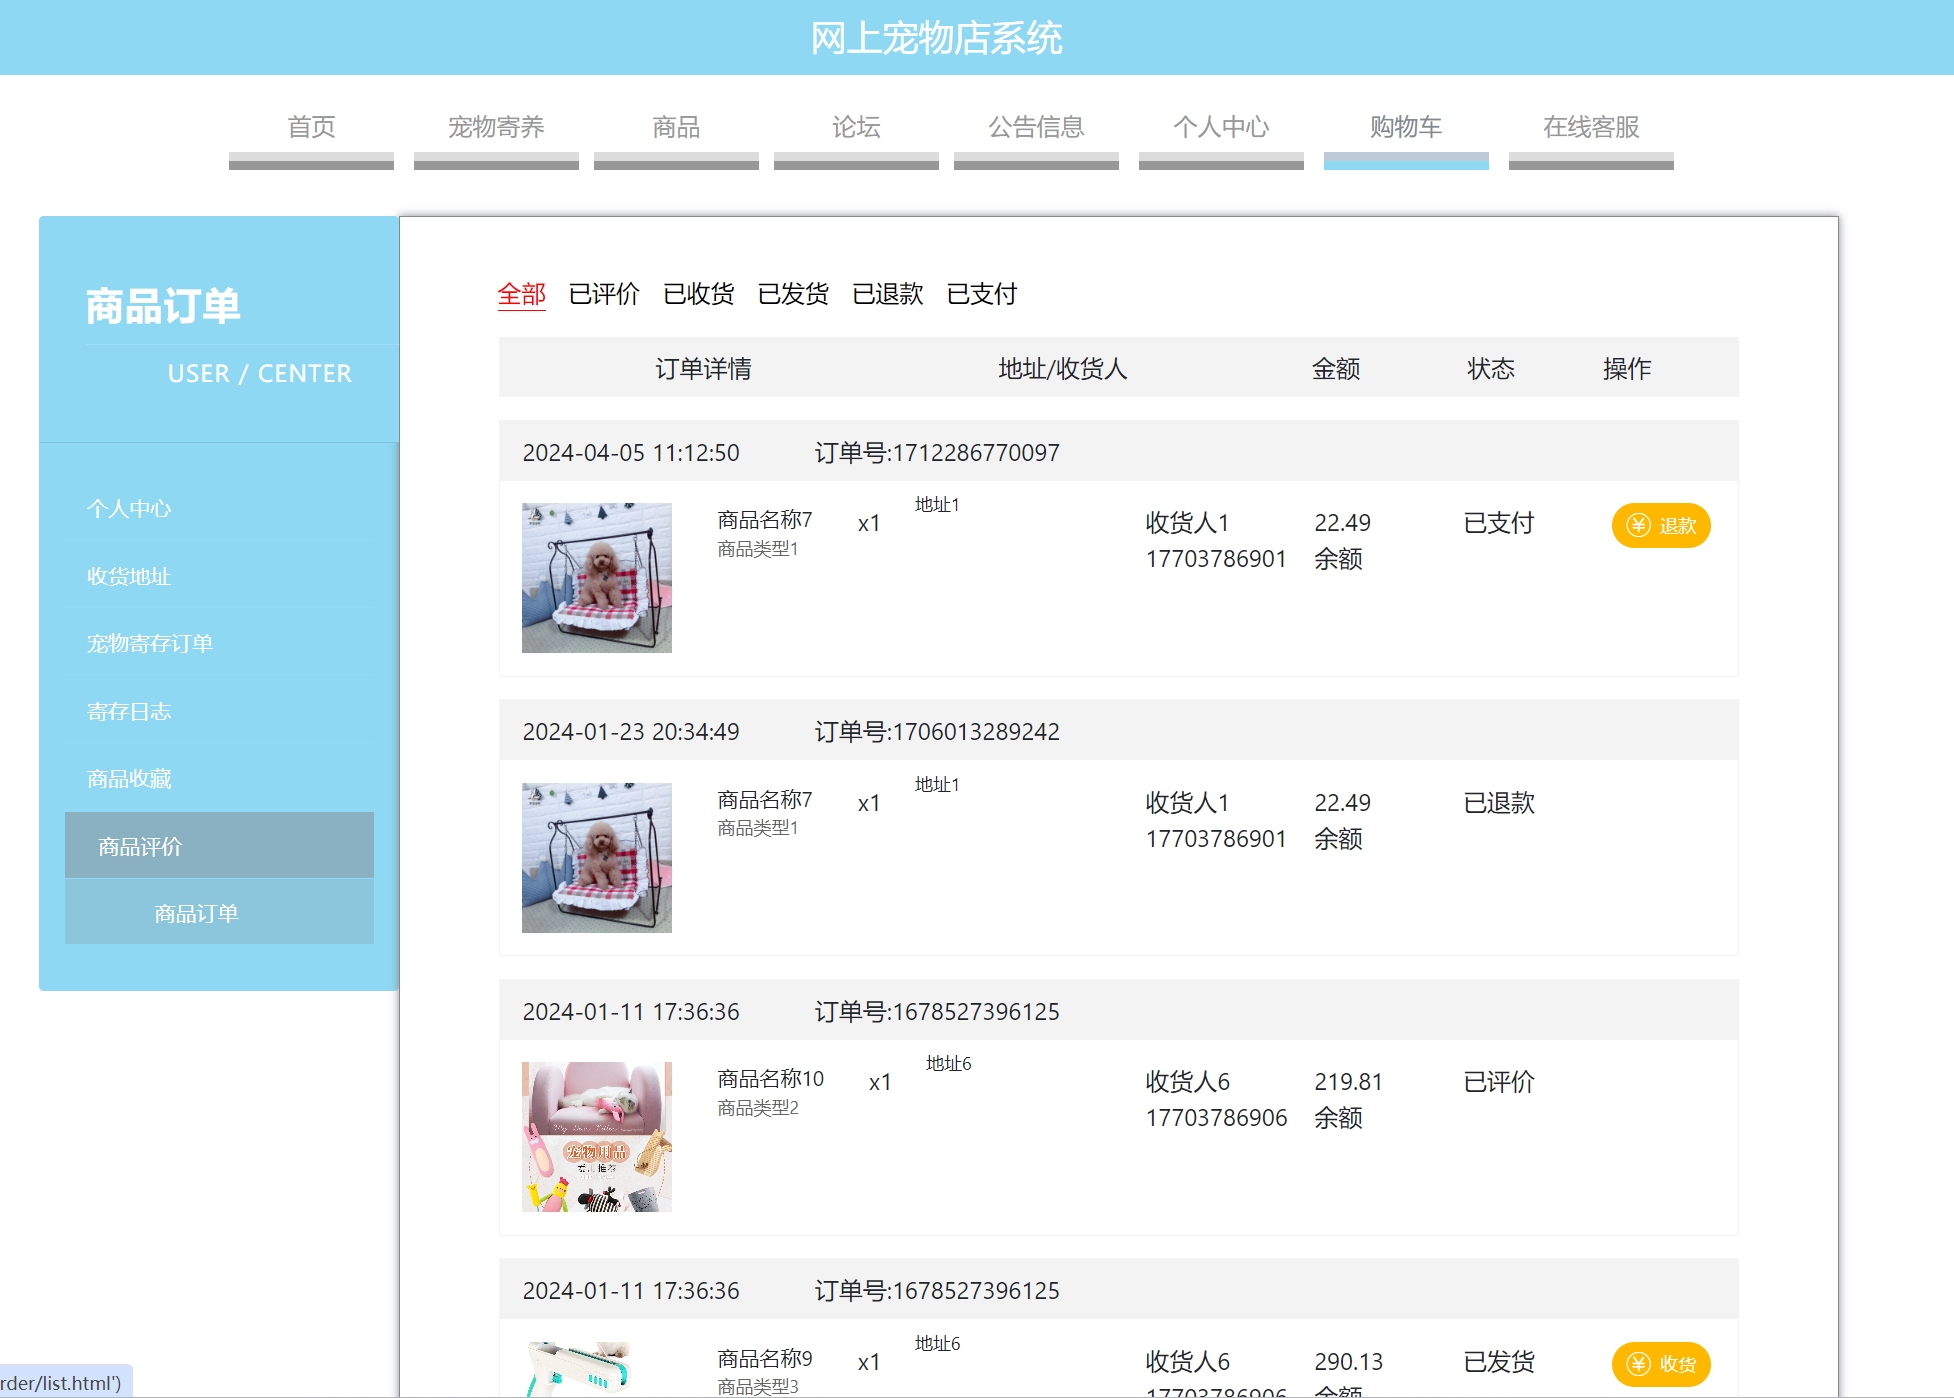 网上宠物店系统
首页 宠物寄养 商品 论坛 公告信息 个人中心 购物车 在线客服
商品订单
USER / CENTER
个人中心
收货地址
宠物寄存订单
寄存日志
商品收藏
商品评价
商品订单
全部 已评价 已收货 已发货 已退款 已支付
订单详情 地址/收货人 金额 状态 操作
2024-04-05 11:12:50 订单号:1712286770097
商品名称7 x1 地址1 收货人1 22.49 已支付 退款
商品类型1 17703786901 余额
2024-01-23 20:34:49 订单号:1706013289242
商品名称7 x1 地址1 收货人1 22.49 已退款
商品类型1 17703786901 余额
2024-01-11 17:36:36 订单号:1678527396125
商品名称10 x1 地址6 收货人6 219.81 已评价
商品类型2 17703786906 余额
宠物用品
2024-01-11 17:36:36 订单号:1678527396125
商品名称9 x1 地址6 收货人6 290.13 已发货 收货
商品类型3 17703786906 余额
rder/list.html')